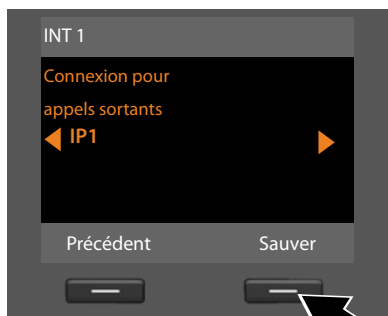 INT 1
Connexion pour
appels sortants
IP1
Précédent Sauver